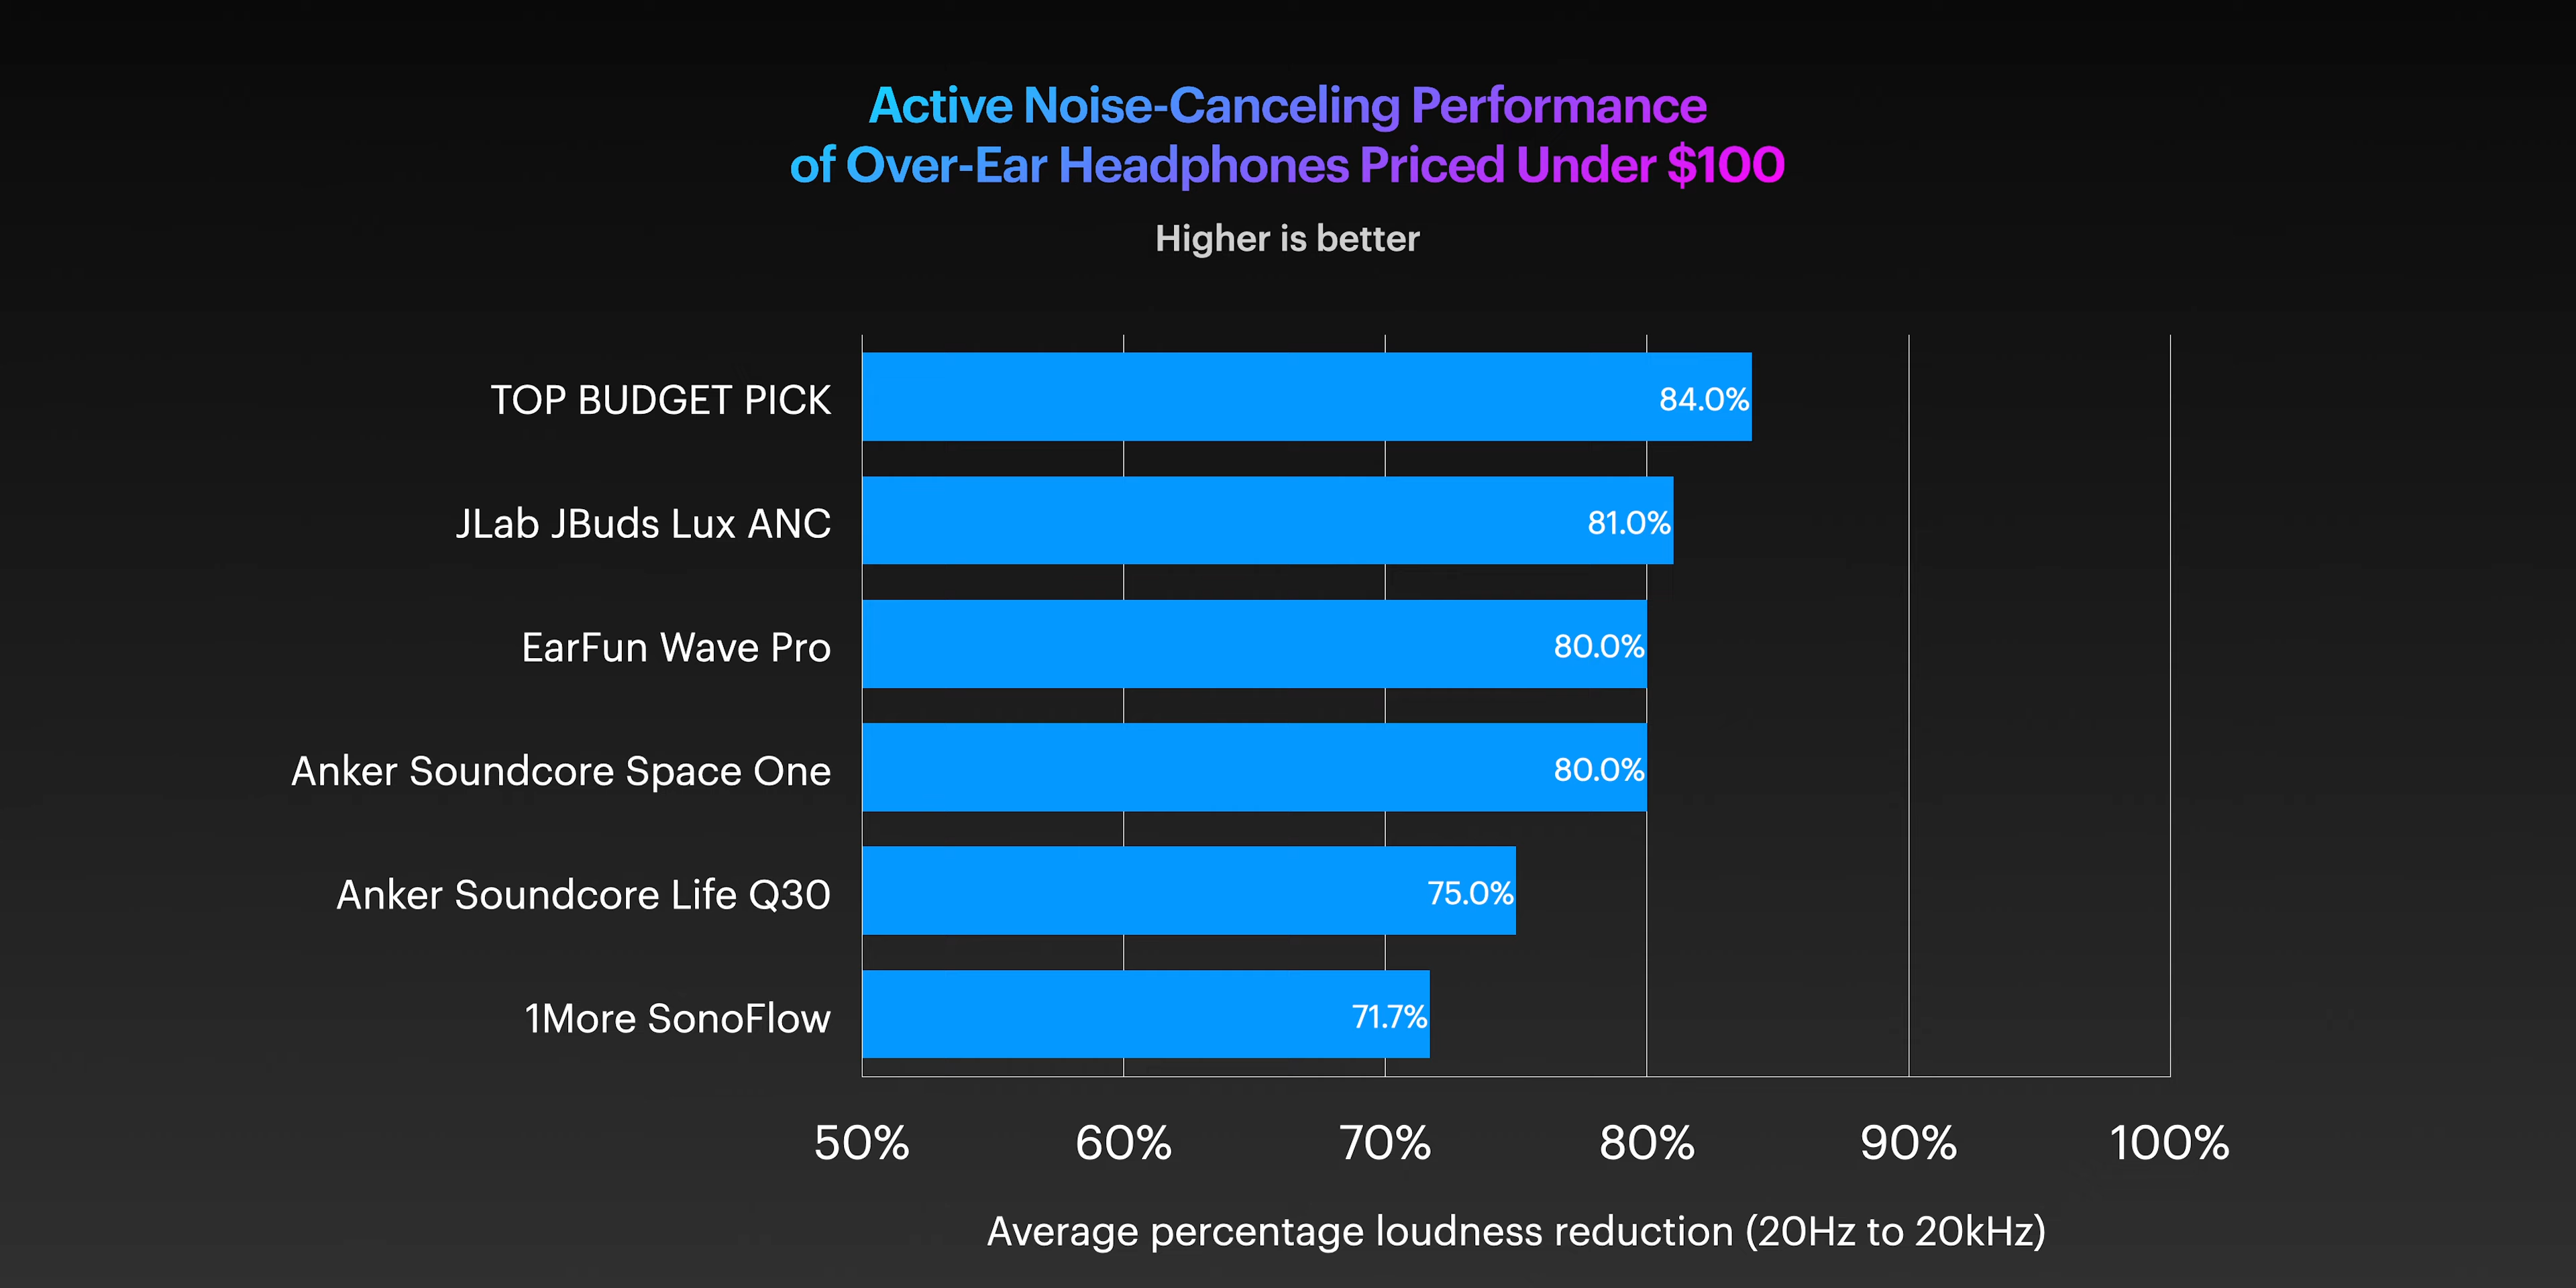 Active Noise-Canceling Performance
of Over-Ear Headphones Priced Under $100
Higher is better
TOP BUDGET PICK 84.0%
JLab JBuds Lux ANC 81.0%
EarFun Wave Pro 80.0%
Anker Soundcore Space One 80.0%
Anker Soundcore Life Q30 75.0%
1More SonoFlow 71.7%
50% 60% 70% 80% 90% 100%
Average percentage loudness reduction (20Hz to 20kHz)